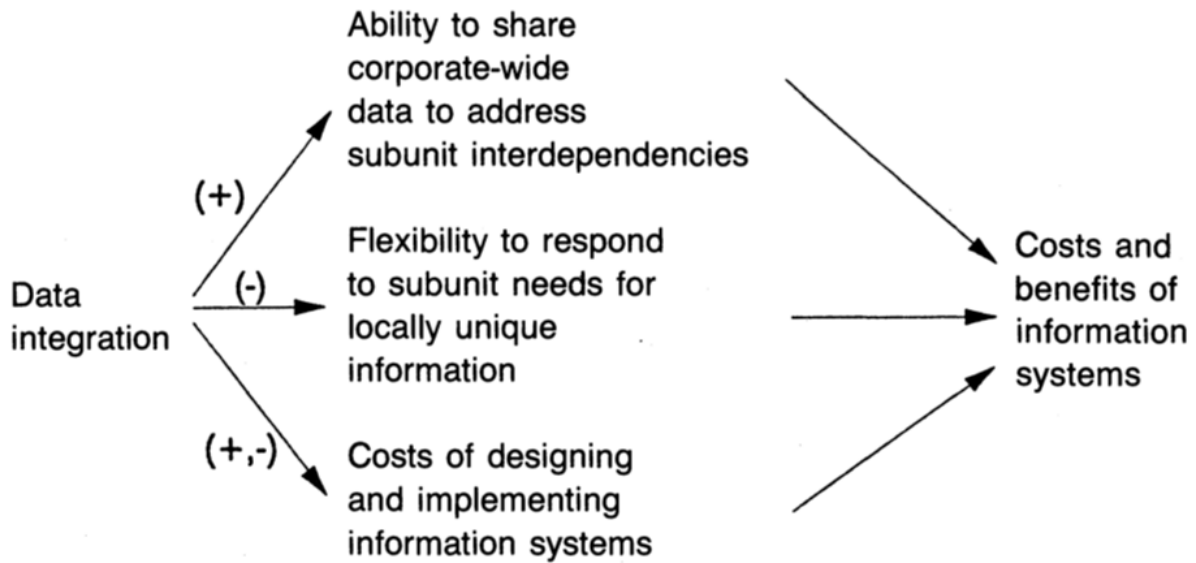 Ability to share
corporate-wide
data to address
subunit interdependencies
(+)
Flexibility to respond
to subunit needs for
locally unique
information
(-)
Data
integration
Costs and
benefits of
information
systems
(+,-)
Costs of designing
and implementing
information systems